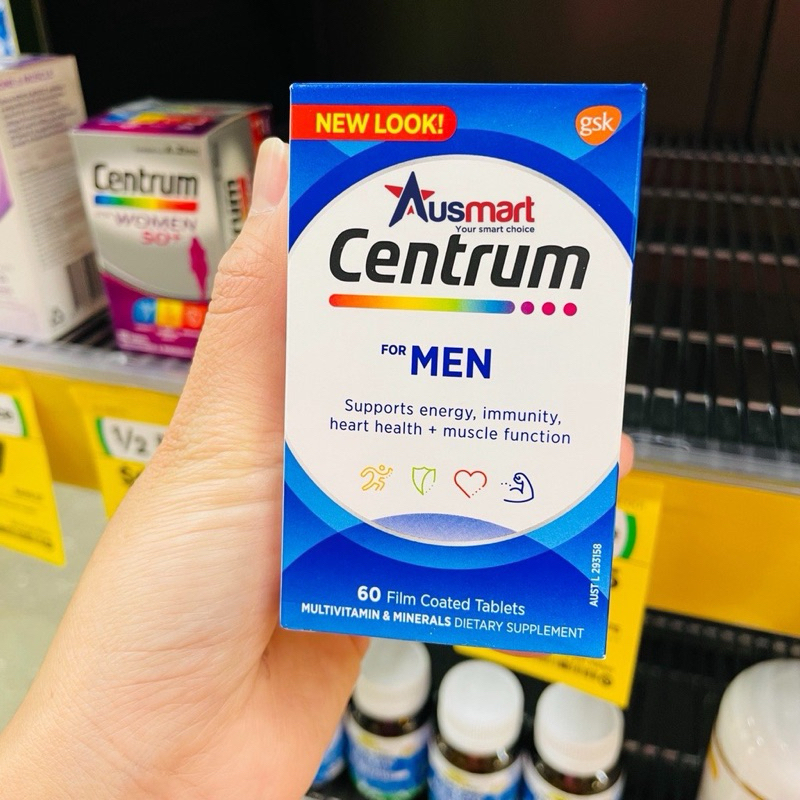 NEW LOOK!
gsk
Ausmart
Your smart choice
Centrum
FOR MEN
Supports energy, immunity,
heart health + muscle function
60 Film Coated Tablets
MULTIVITAMIN & MINERALS DIETARY SUPPLEMENT
AUST L 293158
Centrum
WOMEN
50+
1/2